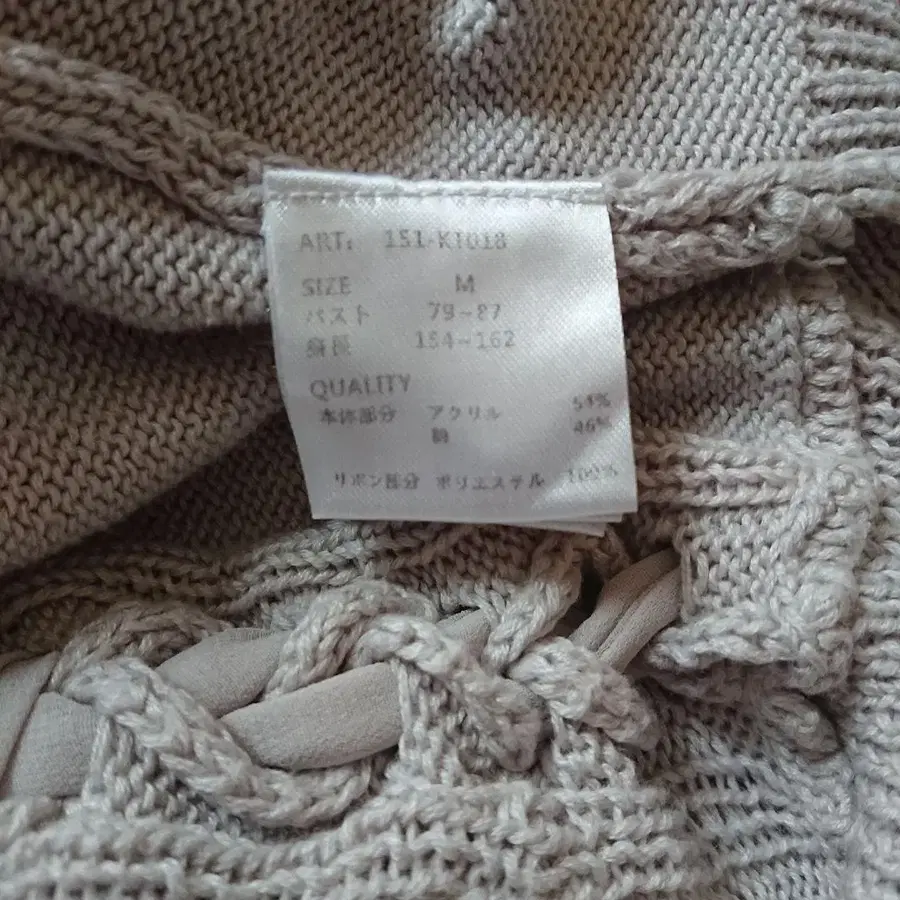 ART: 151-KT018
SIZE M
バスト 79~87
身長 154~162
QUALITY
本体部分 アクリル 54%
綿 46%
リボン部分 ポリエステル 100%